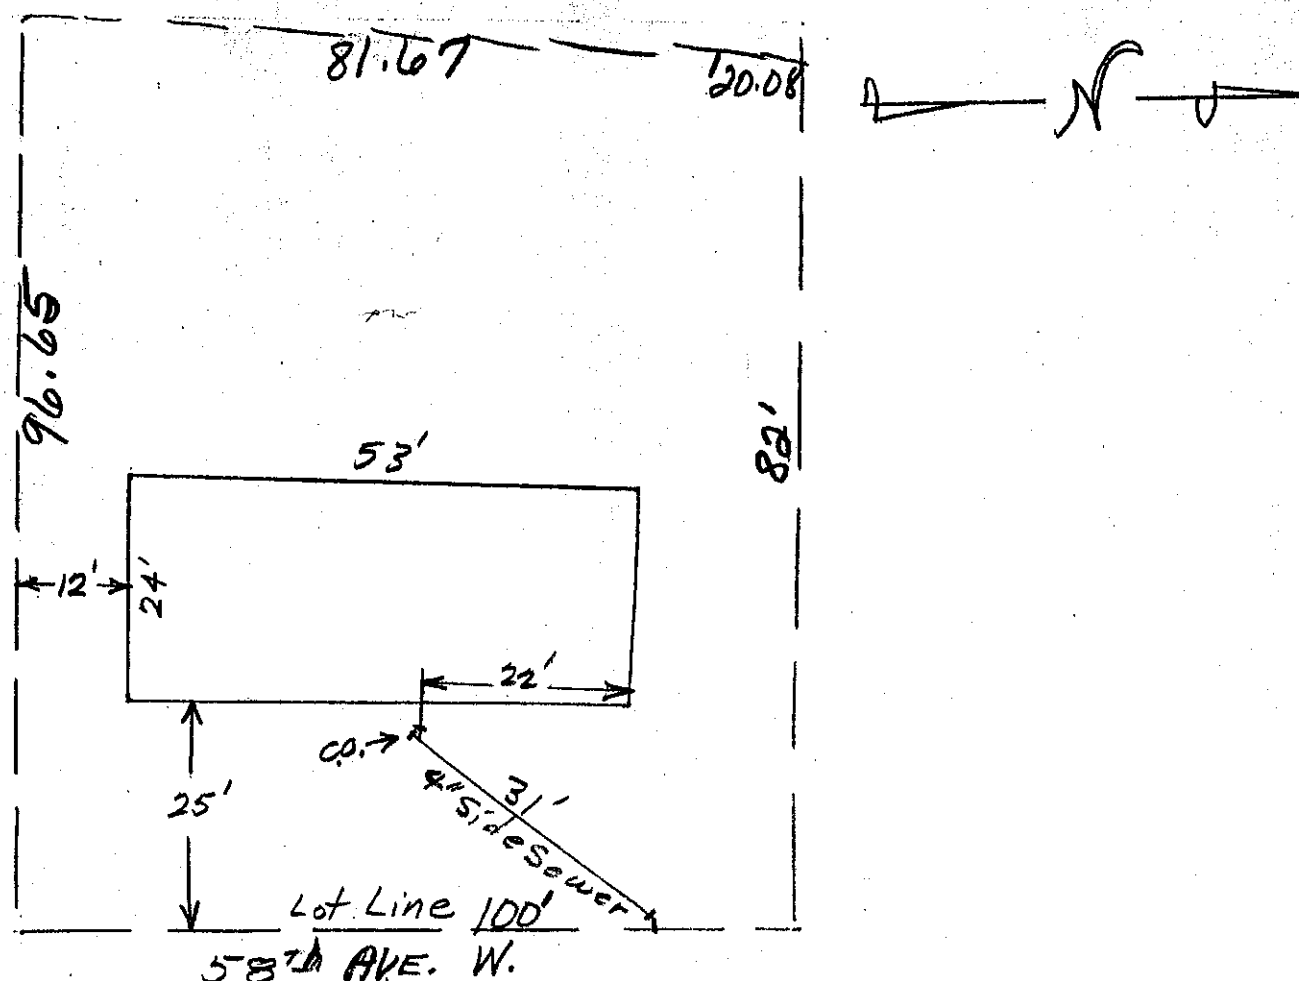 81.67
20.08
N
96.65
82'
53'
12'
24'
22'
C.O.
31'
4" Side Sewer
25'
Lot Line 100'
58th AVE. W.